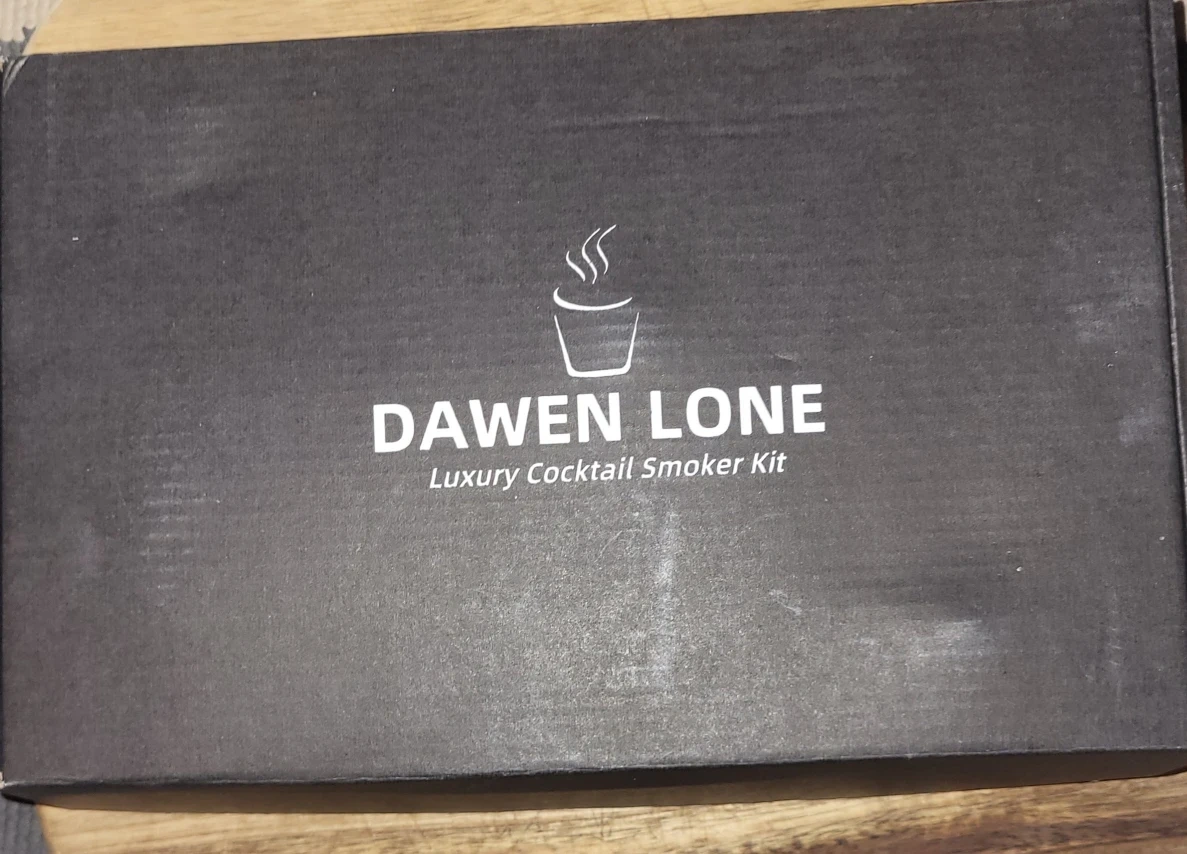 DAWEN LONE
Luxury Cocktail Smoker Kit